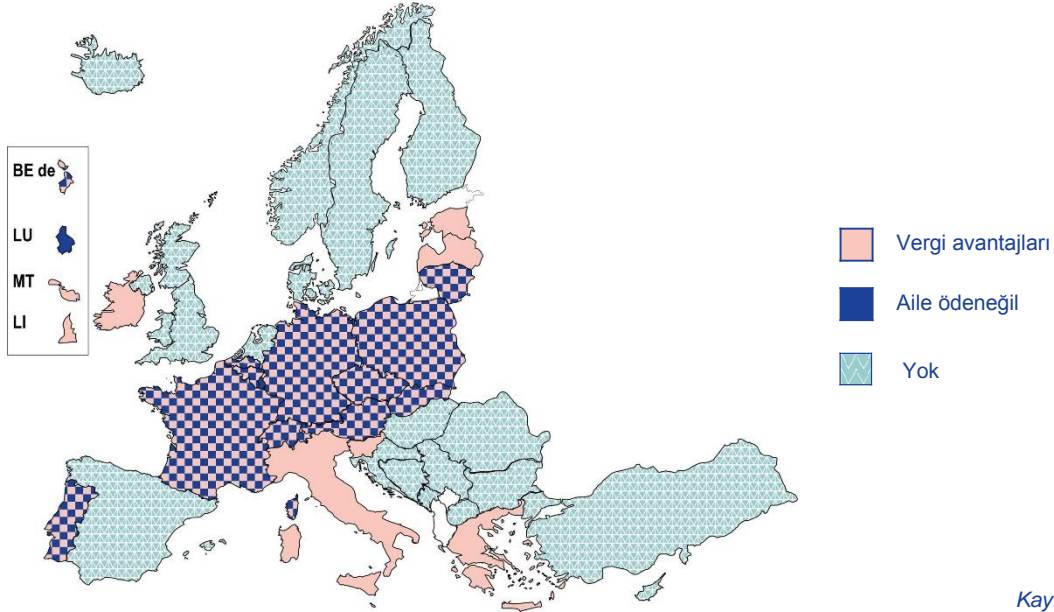 BE de
LU
MT
LI
Vergi avantajları
Aile ödeneğil
Yok
Kay